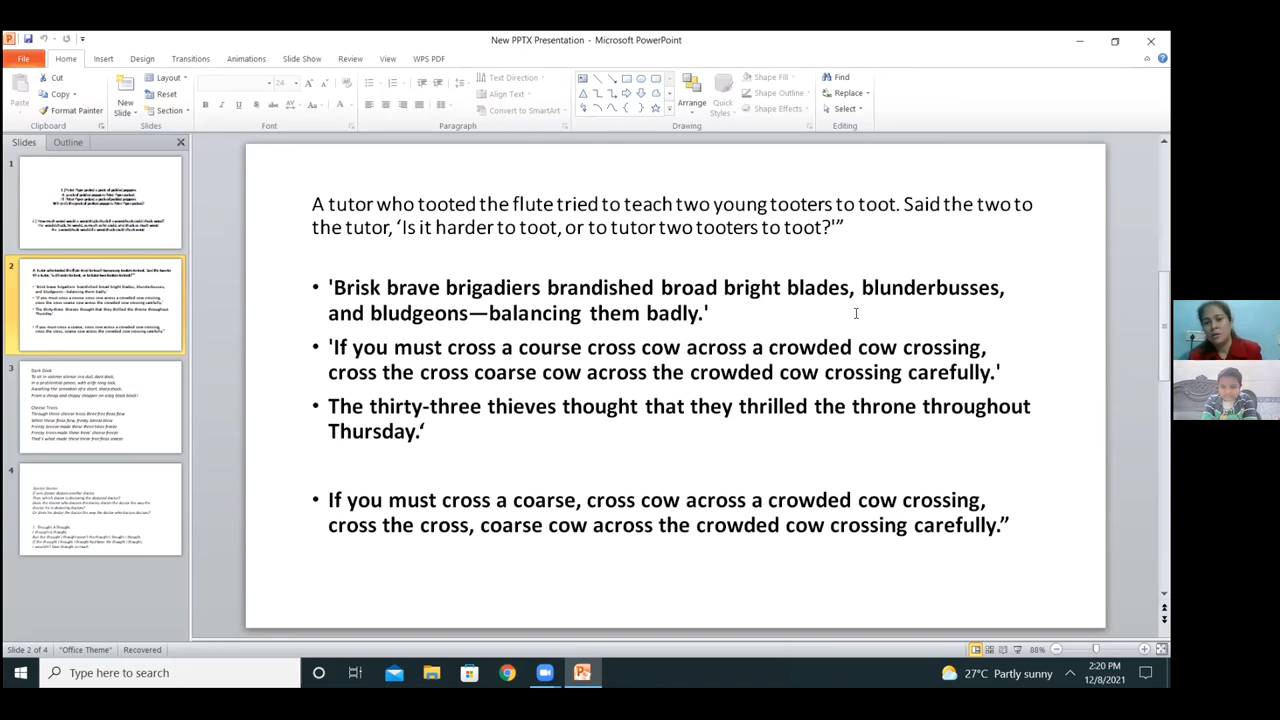 New PPTX Presentation - Microsoft PowerPoint
File Home Insert Design Transitions Animations Slide Show Review View WPS PDF
Paste
Cut
Copy
Format Painter
Clipboard
New
Slide
Layout
Reset
Section
Slides
24
Font
Text Direction
Align Text
Convert to SmartArt
Paragraph
Arrange
Quick
Styles
Shape Fill
Shape Outline
Shape Effects
Drawing
Find
Replace
Select
Editing
Slides Outline
1
2
3
Cheese Trees
4
A tutor who tooted the flute tried to teach two young tooters to toot. Said the two to
the tutor, ‘Is it harder to toot, or to tutor two tooters to toot?'”
• 'Brisk brave brigadiers brandished broad bright blades, blunderbusses,
and bludgeons—balancing them badly.'
• 'If you must cross a course cross cow across a crowded cow crossing,
cross the cross coarse cow across the crowded cow crossing carefully.'
• The thirty-three thieves thought that they thrilled the throne throughout
Thursday.‘
• If you must cross a course, cross cow across a crowded cow crossing,
cross the cross, coarse cow across the crowded cow crossing carefully.”
Slide 2 of 4 "Office Theme" Recovered
88%
Type here to search
27°C Partly sunny
2:20 PM
12/8/2021